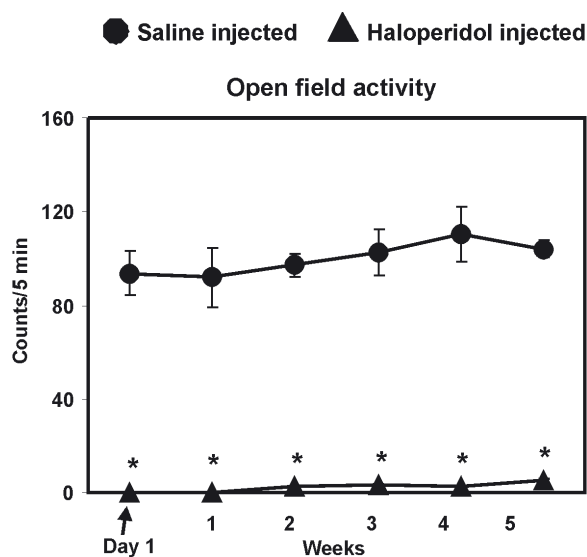 Saline injected Haloperidol injected
Open field activity
160
120
80
40
0
Counts/5 min
* * * * * *
1 2 3 4 5
Day 1 Weeks